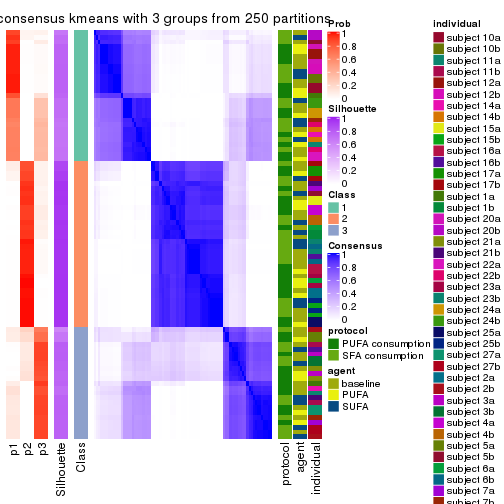 consensus kmeans with 3 groups from 250 partitions
p1
p2
p3
Silhouette
Class
protocol
agent
individual
Prob
1
0.8
0.6
0.4
0.2
0
Silhouette
1
0.8
0.6
0.4
0.2
0
Class
1
2
3
Consensus
1
0.8
0.6
0.4
0.2
0
protocol
PUFA consumption
SFA consumption
agent
baseline
PUFA
SUFA
individual
subject 10a
subject 10b
subject 11a
subject 11b
subject 12a
subject 12b
subject 14a
subject 14b
subject 15a
subject 15b
subject 16a
subject 16b
subject 17a
subject 17b
subject 1a
subject 1b
subject 20a
subject 20b
subject 21a
subject 21b
subject 22a
subject 22b
subject 23a
subject 23b
subject 24a
subject 24b
subject 25a
subject 25b
subject 27a
subject 27b
subject 2a
subject 2b
subject 3a
subject 3b
subject 4a
subject 4b
subject 5a
subject 5b
subject 6a
subject 6b
subject 7a
subject 7b